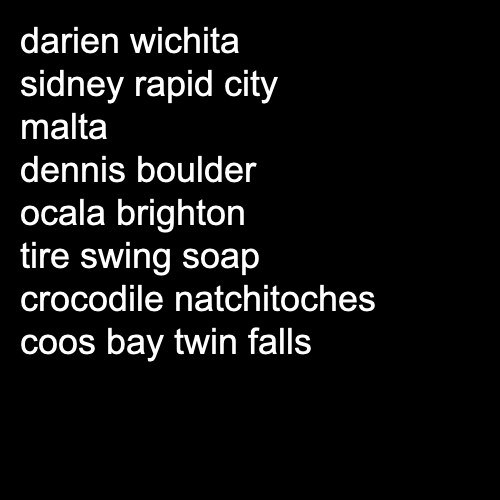 darien wichita
sidney rapid city
malta
dennis boulder
ocala brighton
tire swing soap
crocodile natchitoches
coos bay twin falls